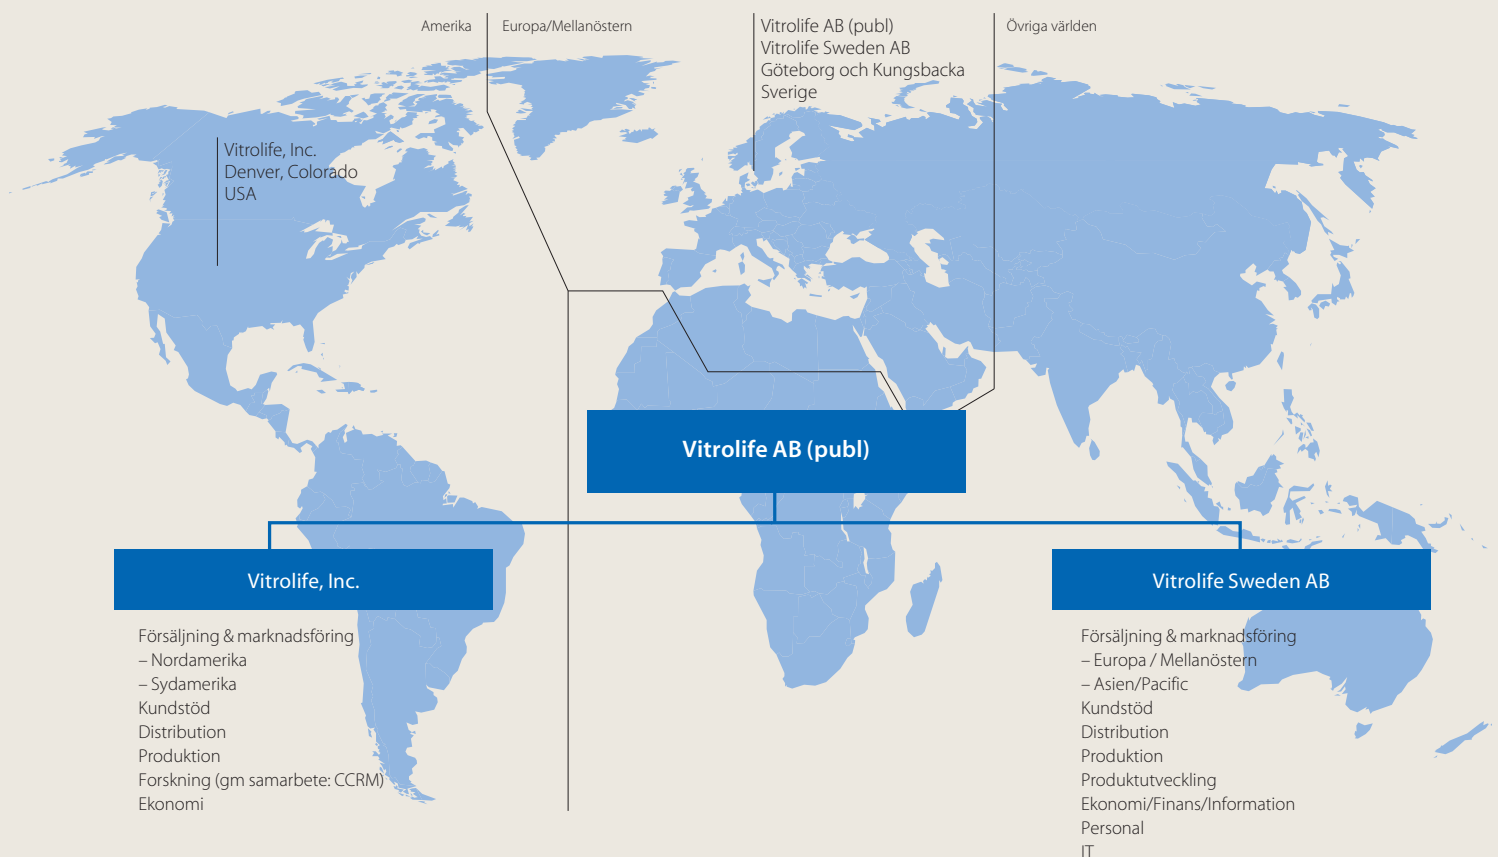 Amerika
Europa/Mellanöstern
Vitrolife AB (publ)
Vitrolife Sweden AB
Göteborg och Kungsbacka
Sverige
Övriga världen
Vitrolife, Inc.
Denver, Colorado
USA
Vitrolife AB (publ)
Vitrolife, Inc.
Försäljning & marknadsföring
– Nordamerika
– Sydamerika
Kundstöd
Distribution
Produktion
Forskning (gm samarbete: CCRM)
Ekonomi
Vitrolife Sweden AB
Försäljning & marknadsföring
– Europa / Mellanöstern
– Asien/Pacific
Kundstöd
Distribution
Produktion
Produktutveckling
Ekonomi/Finans/Information
Personal
IT